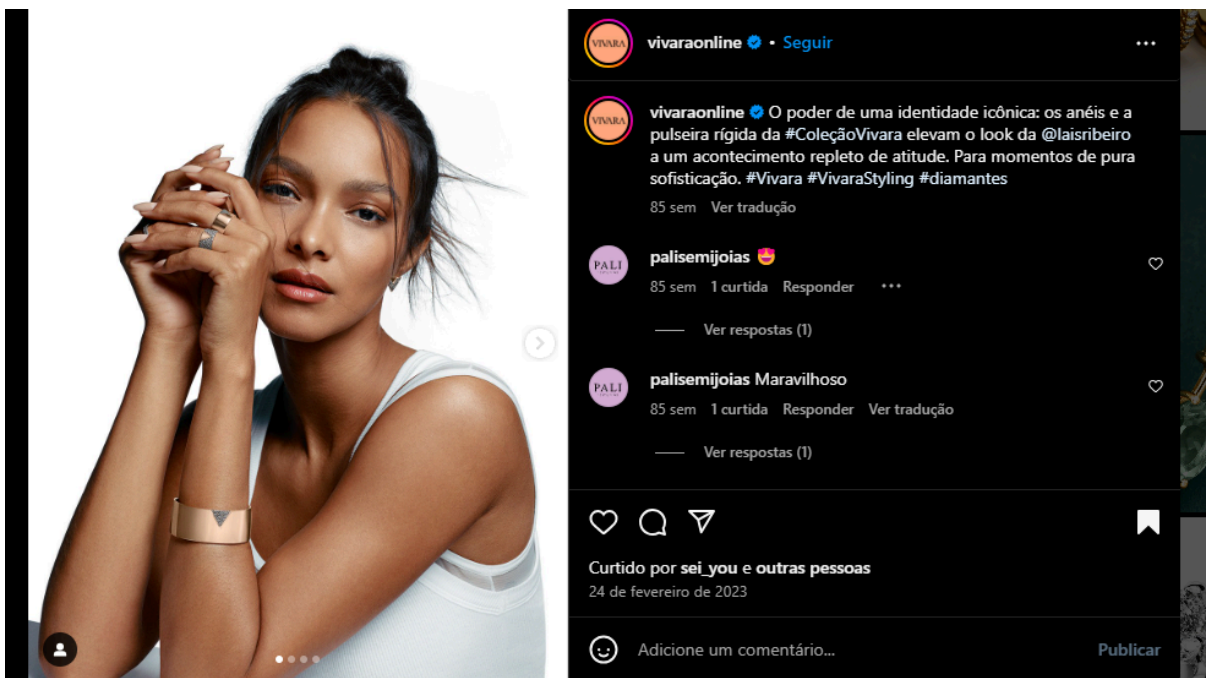 VIVARA
vivaraonline • Seguir
VIVARA
vivaraonline O poder de uma identidade icônica: os anéis e a
pulseira rígida da #ColeçãoVivara elevam o look da @laisribeiro
a um acontecimento repleto de atitude. Para momentos de pura
sofisticação. #Vivara #VivaraStyling #diamantes
85 sem Ver tradução
PALI
palisemijoias 🤩
85 sem 1 curtida Responder
Ver respostas (1)
PALI
palisemijoias Maravilhoso
85 sem 1 curtida Responder Ver tradução
Ver respostas (1)
Curtido por sei_you e outras pessoas
24 de fevereiro de 2023
Adicione um comentário...
Publicar